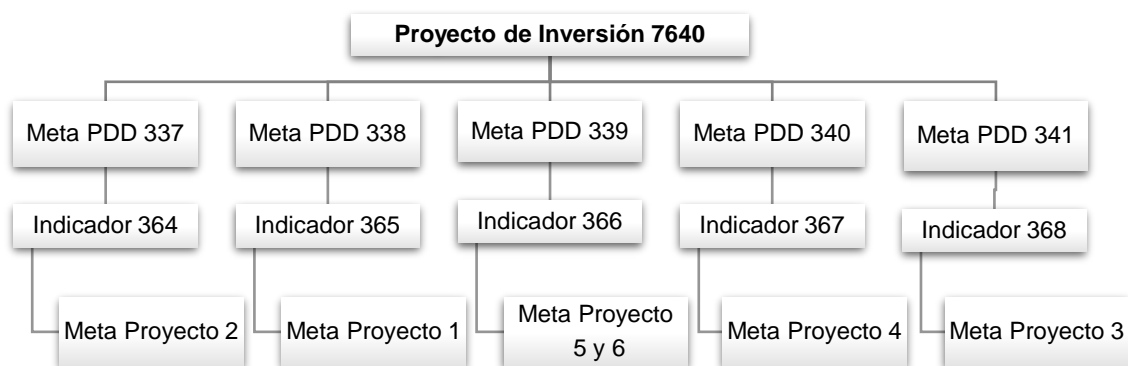 Proyecto de Inversión 7640
Meta PDD 337
Meta PDD 338
Meta PDD 339
Meta PDD 340
Meta PDD 341
Indicador 364
Indicador 365
Indicador 366
Indicador 367
Indicador 368
Meta Proyecto 2
Meta Proyecto 1
Meta Proyecto
5 y 6
Meta Proyecto 4
Meta Proyecto 3